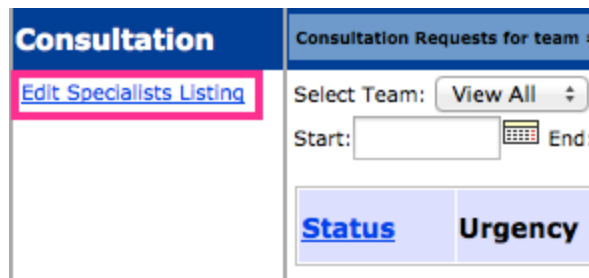 Consultation
Edit Specialists Listing
Consultation Requests for team
Select Team: View All
Start: End:
Status Urgency